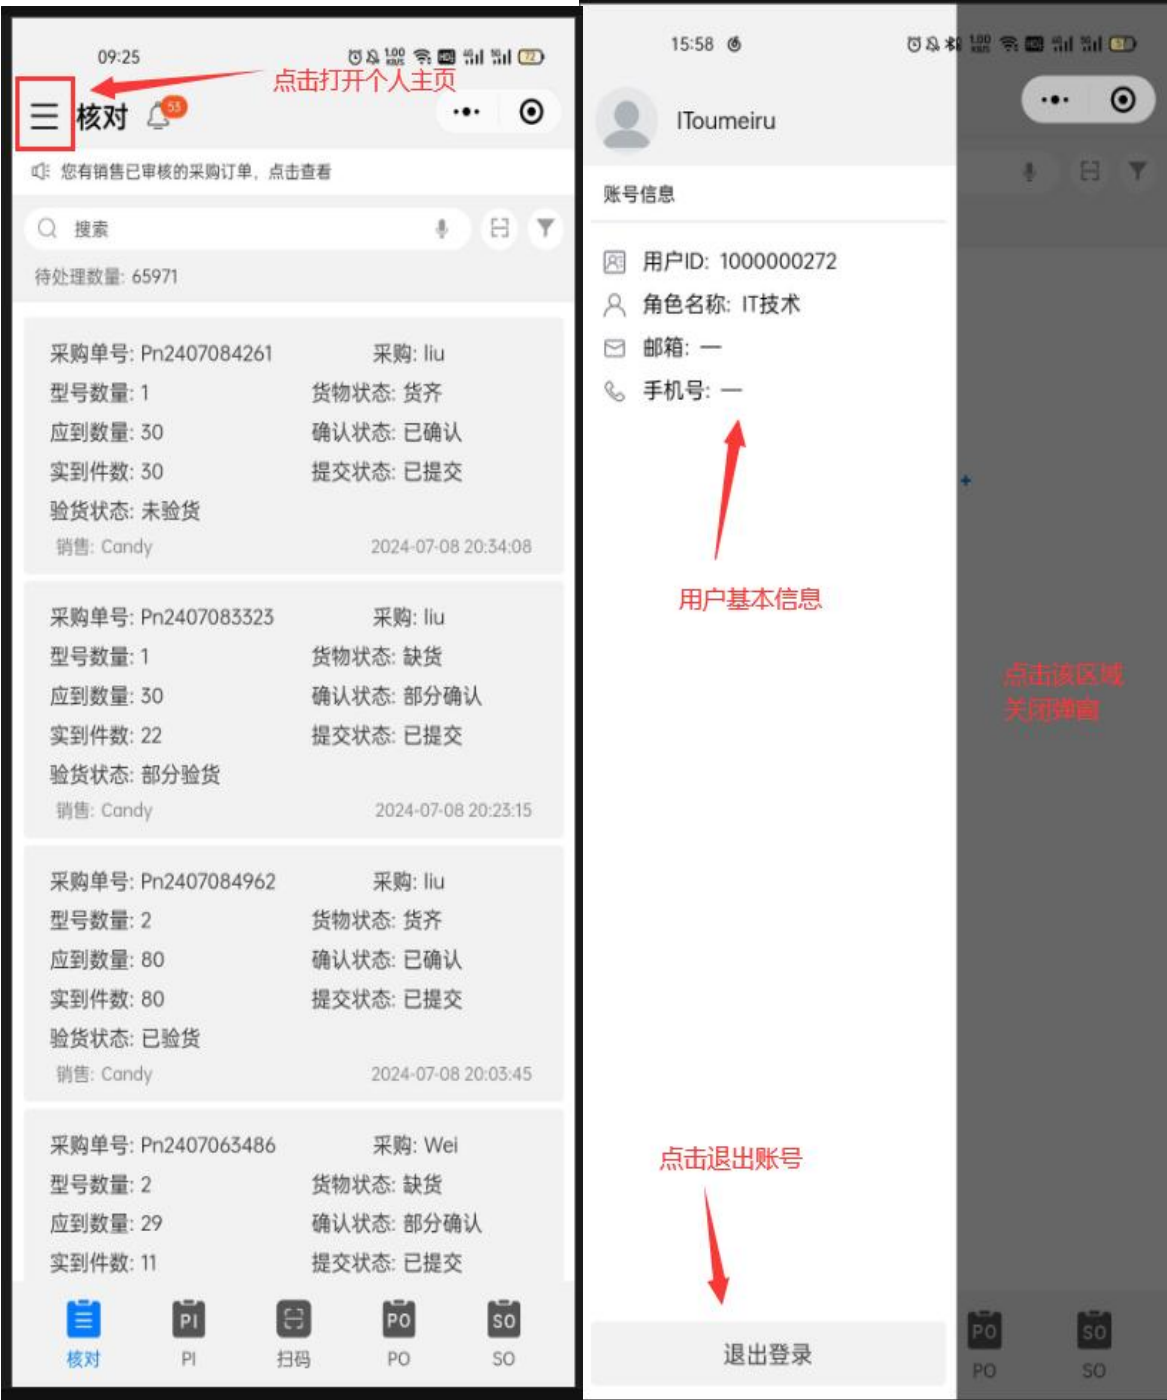 09:25
1.00 KB/S
HD
5G
5G
72
点击打开个人主页
核对
53
您有销售已审核的采购订单，点击查看
搜索
待处理数量: 65971
采购单号: Pn2407084261
采购: liu
型号数量: 1
货物状态: 货齐
应到数量: 30
确认状态: 已确认
实到件数: 30
提交状态: 已提交
验货状态: 未验货
销售: Candy
2024-07-08 20:34:08
采购单号: Pn2407083323
采购: liu
型号数量: 1
货物状态: 缺货
应到数量: 30
确认状态: 部分确认
实到件数: 22
提交状态: 已提交
验货状态: 部分验货
销售: Candy
2024-07-08 20:23:15
采购单号: Pn2407084962
采购: liu
型号数量: 2
货物状态: 货齐
应到数量: 80
确认状态: 已确认
实到件数: 80
提交状态: 已提交
验货状态: 已验货
销售: Candy
2024-07-08 20:03:45
采购单号: Pn2407063486
采购: Wei
型号数量: 2
货物状态: 缺货
应到数量: 29
确认状态: 部分确认
实到件数: 11
提交状态: 已提交
核对
PI
PI
扫码
PO
PO
SO
SO
15:58
1.00 KB/S
IToumeiru
账号信息
用户ID: 1000000272
角色名称: IT技术
邮箱: —
手机号: —
用户基本信息
点击该区域
关闭弹窗
点击退出账号
退出登录
PO
PO
SO
SO